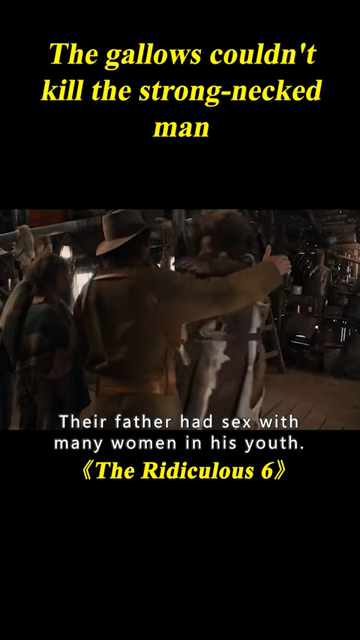 The gallows couldn't
kill the strong-necked
man
Their father had sex with
many women in his youth.
《The Ridiculous 6》